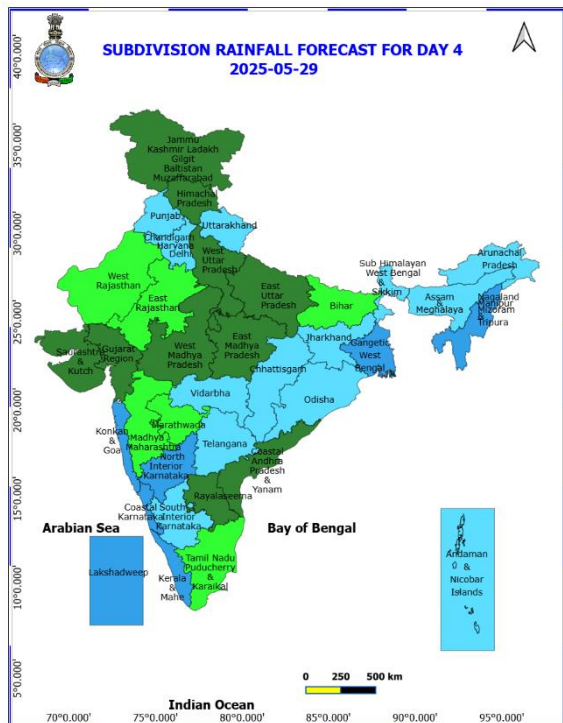 SUBDIVISION RAINFALL FORECAST FOR DAY 4
2025-05-29
40°0.000'
35°0.000'
30°0.000'
25°0.000'
20°0.000'
15°0.000'
10°0.000'
5°0.000'
Jammu
Kashmir Ladakh
Gilgit
Baltistan
Muzaffarabad
Himachal
Pradesh
Punjab
Uttarakhand
Chandigarh
Haryana
Delhi
West
Uttar
Pradesh
Sub Himalayan
West Bengal
&
Sikkim
Arunachal
Pradesh
West
Rajasthan
East
Rajasthan
East
Uttar
Pradesh
Bihar
Assam
&
Meghalaya
Nagaland
Manipur
Mizoram
&
Tripura
Saurashtra
&
Kutch
Gujarat
Region
West
Madhya
Pradesh
East
Madhya
Pradesh
Jharkhand
Gangetic
West
Bengal
Chhattisgarh
Vidarbha
Odisha
Konkan
&
Goa
Madhya
Maharashtra
Marathwada
Telangana
Coastal
Andhra
Pradesh
&
Yanam
North
Interior
Karnataka
Rayalaseema
Coastal
Karnataka
South
Interior
Karnataka
Arabian Sea
Bay of Bengal
Lakshadweep
Kerala
&
Mahe
Tamil Nadu
Puducherry
&
Karaikal
Andaman
&
Nicobar
Islands
0 250 500 km
Indian Ocean
70°0.000' 75°0.000' 80°0.000' 85°0.000' 90°0.000' 95°0.000'